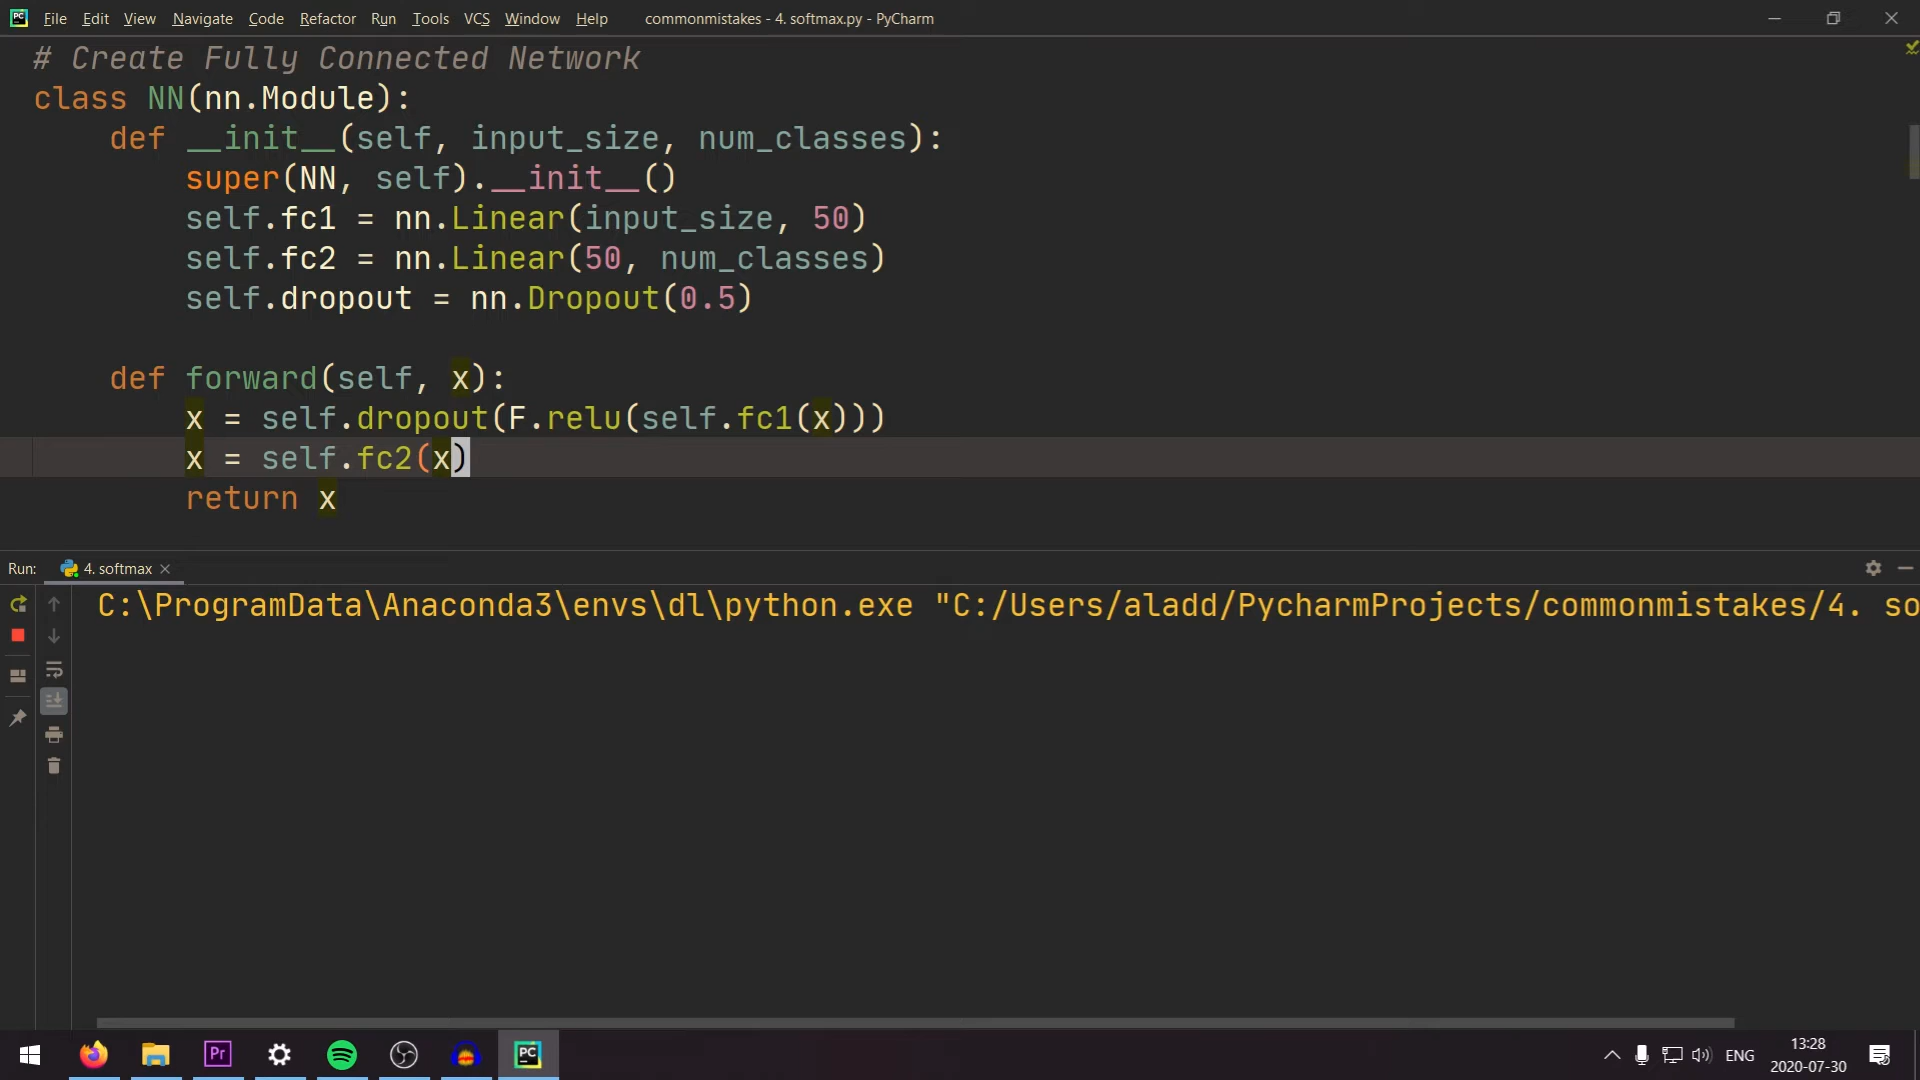 PC File Edit View Navigate Code Refactor Run Tools VCS Window Help commonmistakes - 4. softmax.py - PyCharm
# Create Fully Connected Network
class NN(nn.Module):
    def __init__(self, input_size, num_classes):
        super(NN, self).__init__()
        self.fc1 = nn.Linear(input_size, 50)
        self.fc2 = nn.Linear(50, num_classes)
        self.dropout = nn.Dropout(0.5)
    def forward(self, x):
        x = self.dropout(F.relu(self.fc1(x)))
        x = self.fc2(x)
        return x
Run: 4. softmax
C:\ProgramData\Anaconda3\envs\dl\python.exe "C:/Users/aladd/PycharmProjects/commonmistakes/4. so
Pr PC ENG 13:28
2020-07-30